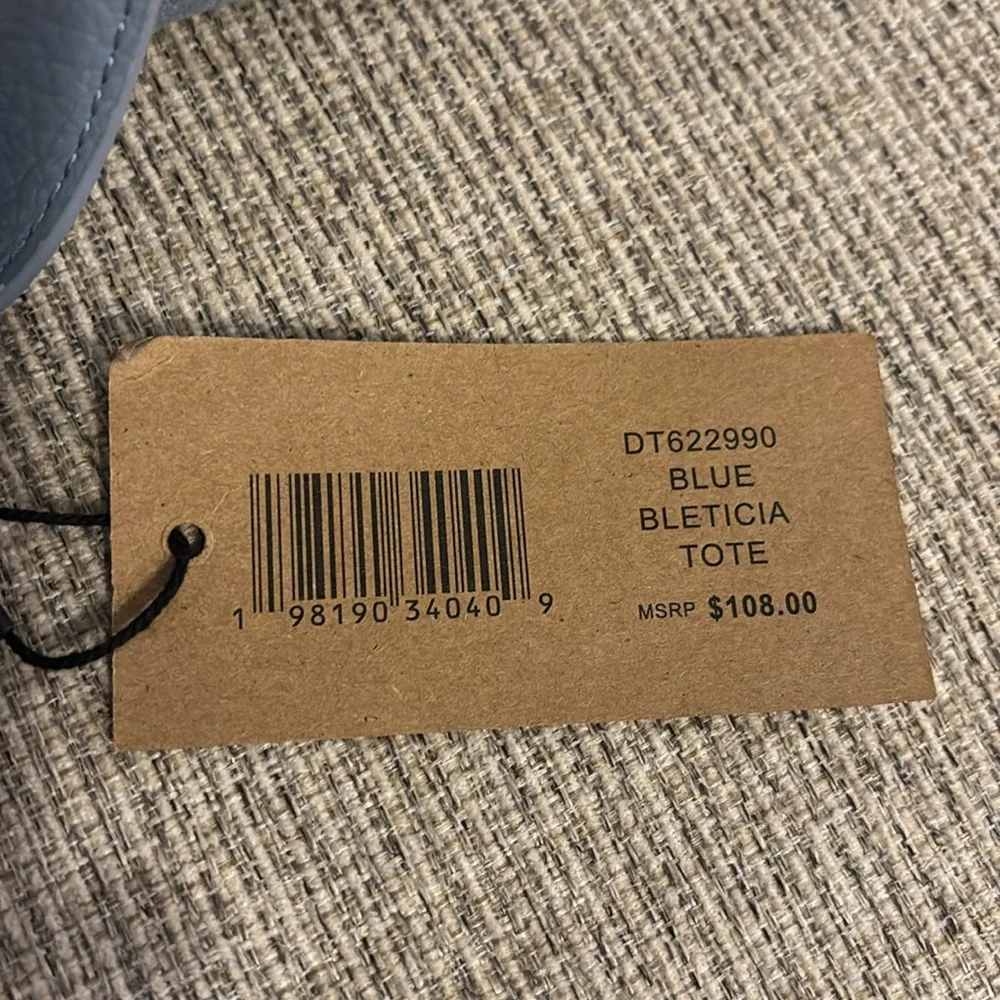 DT622990
BLUE
BLETICIA
TOTE
MSRP $108.00
1 98190 34040 9